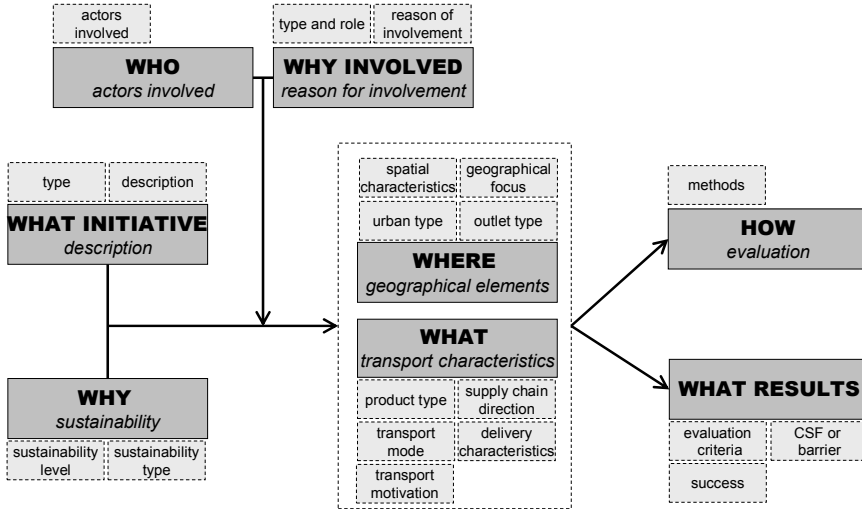 actors
involved
type and role
reason of
involvement
WHO
actors involved
WHY INVOLVED
reason for involvement
type
description
WHAT INITIATIVE
description
WHY
sustainability
sustainability
level
sustainability
type
spatial
characteristics
geographical
focus
urban type
outlet type
WHERE
geographical elements
WHAT
transport characteristics
product type
supply chain
direction
transport
mode
delivery
characteristics
transport
motivation
methods
HOW
evaluation
WHAT RESULTS
evaluation
criteria
CSF or
barrier
success